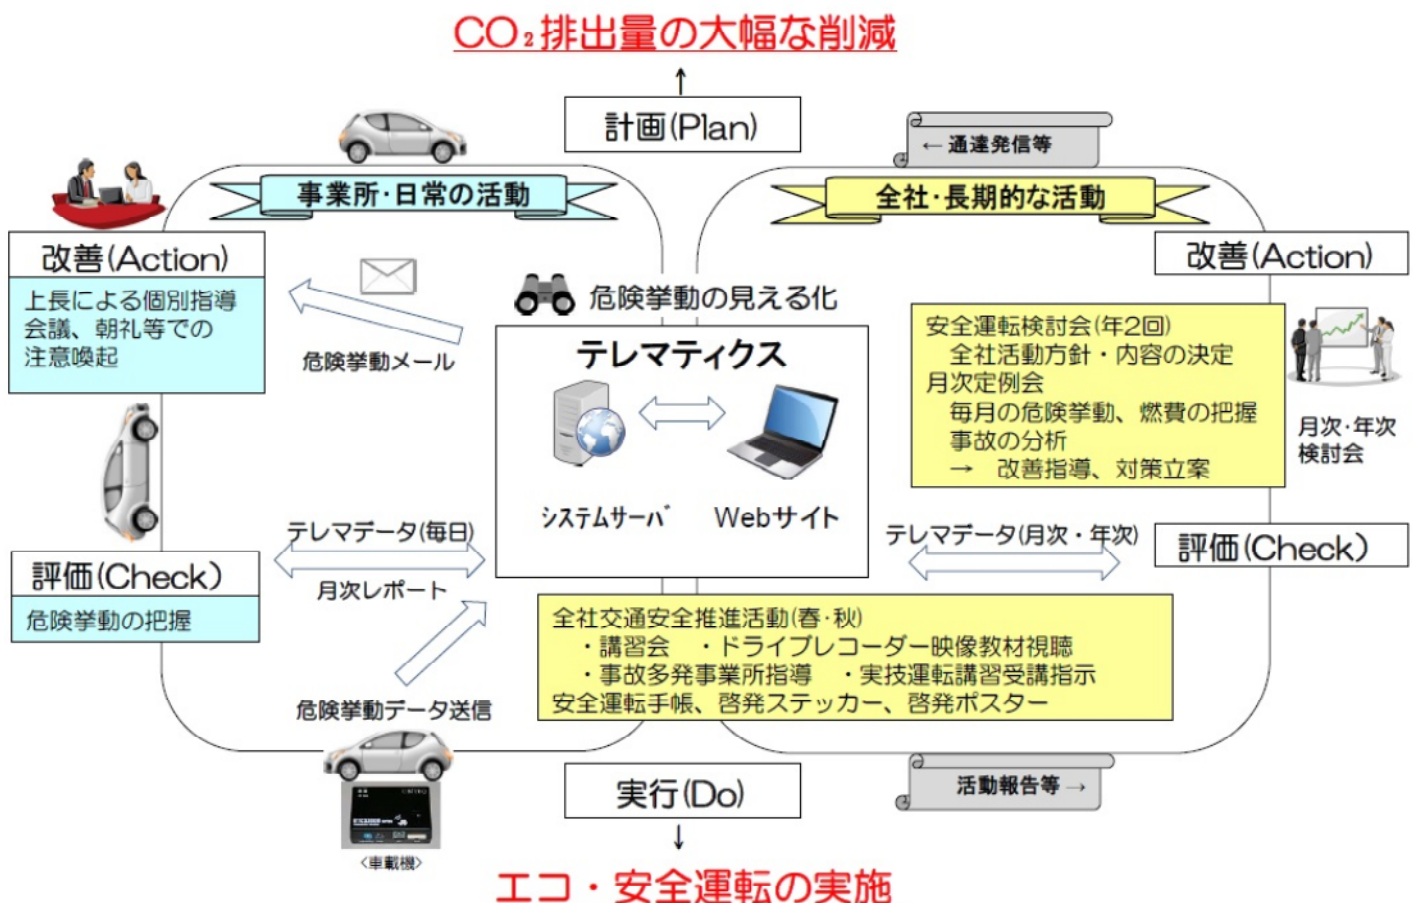 CO₂排出量の大幅な削減
計画(Plan)
← 通達発信等
事業所・日常の活動
全社・長期的な活動
改善(Action)
上長による個別指導
会議、朝礼等での
注意喚起
危険挙動メール
危険挙動の見える化
テレマティクス
システムサーバ
Webサイト
改善(Action)
安全運転検討会(年2回)
全社活動方針・内容の決定
月次定例会
毎月の危険挙動、燃費の把握
事故の分析
→ 改善指導、対策立案
月次・年次
検討会
テレマデータ(毎日)
月次レポート
テレマデータ(月次・年次)
評価(Check)
危険挙動の把握
評価(Check)
全社交通安全推進活動(春・秋)
・講習会 ・ドライブレコーダー映像教材視聴
・事故多発事業所指導 ・実技運転講習受講指示
安全運転手帳、啓発ステッカー、啓発ポスター
危険挙動データ送信
<車載機>
実行(Do)
活動報告等→
エコ・安全運転の実施